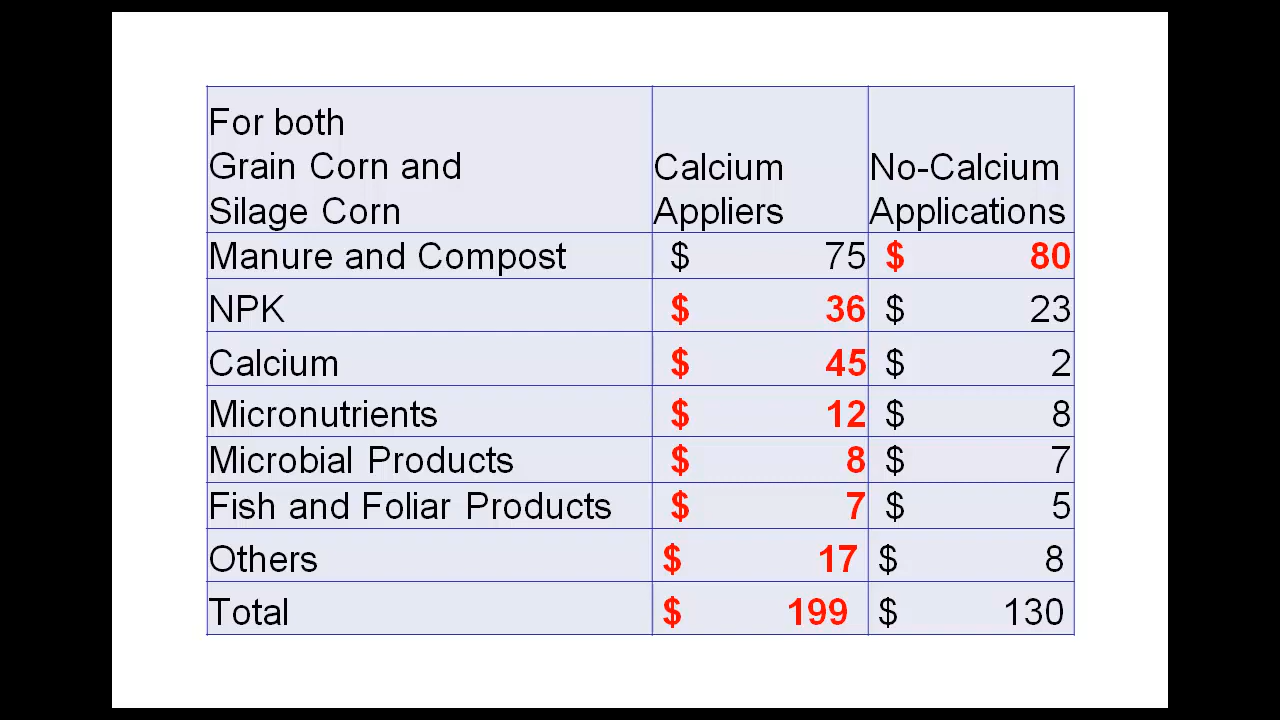 For both
Grain Corn and
Silage Corn
Calcium
Appliers
No-Calcium
Applications
Manure and Compost $ 75 $ 80
NPK $ 36 $ 23
Calcium $ 45 $ 2
Micronutrients $ 12 $ 8
Microbial Products $ 8 $ 7
Fish and Foliar Products $ 7 $ 5
Others $ 17 $ 8
Total $ 199 $ 130